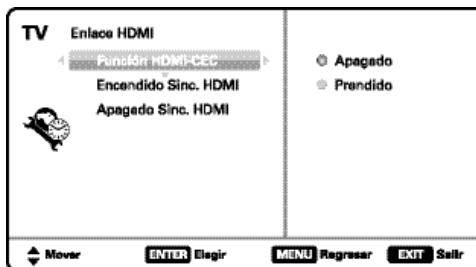 TV Enlace HDMI
Función HDMI-CEC
Encendido Sinc. HDMI
Apagado Sinc. HDMI
Apagado
Prendido
Mover ENTER Elegir MENU Regresar EXIT Salir